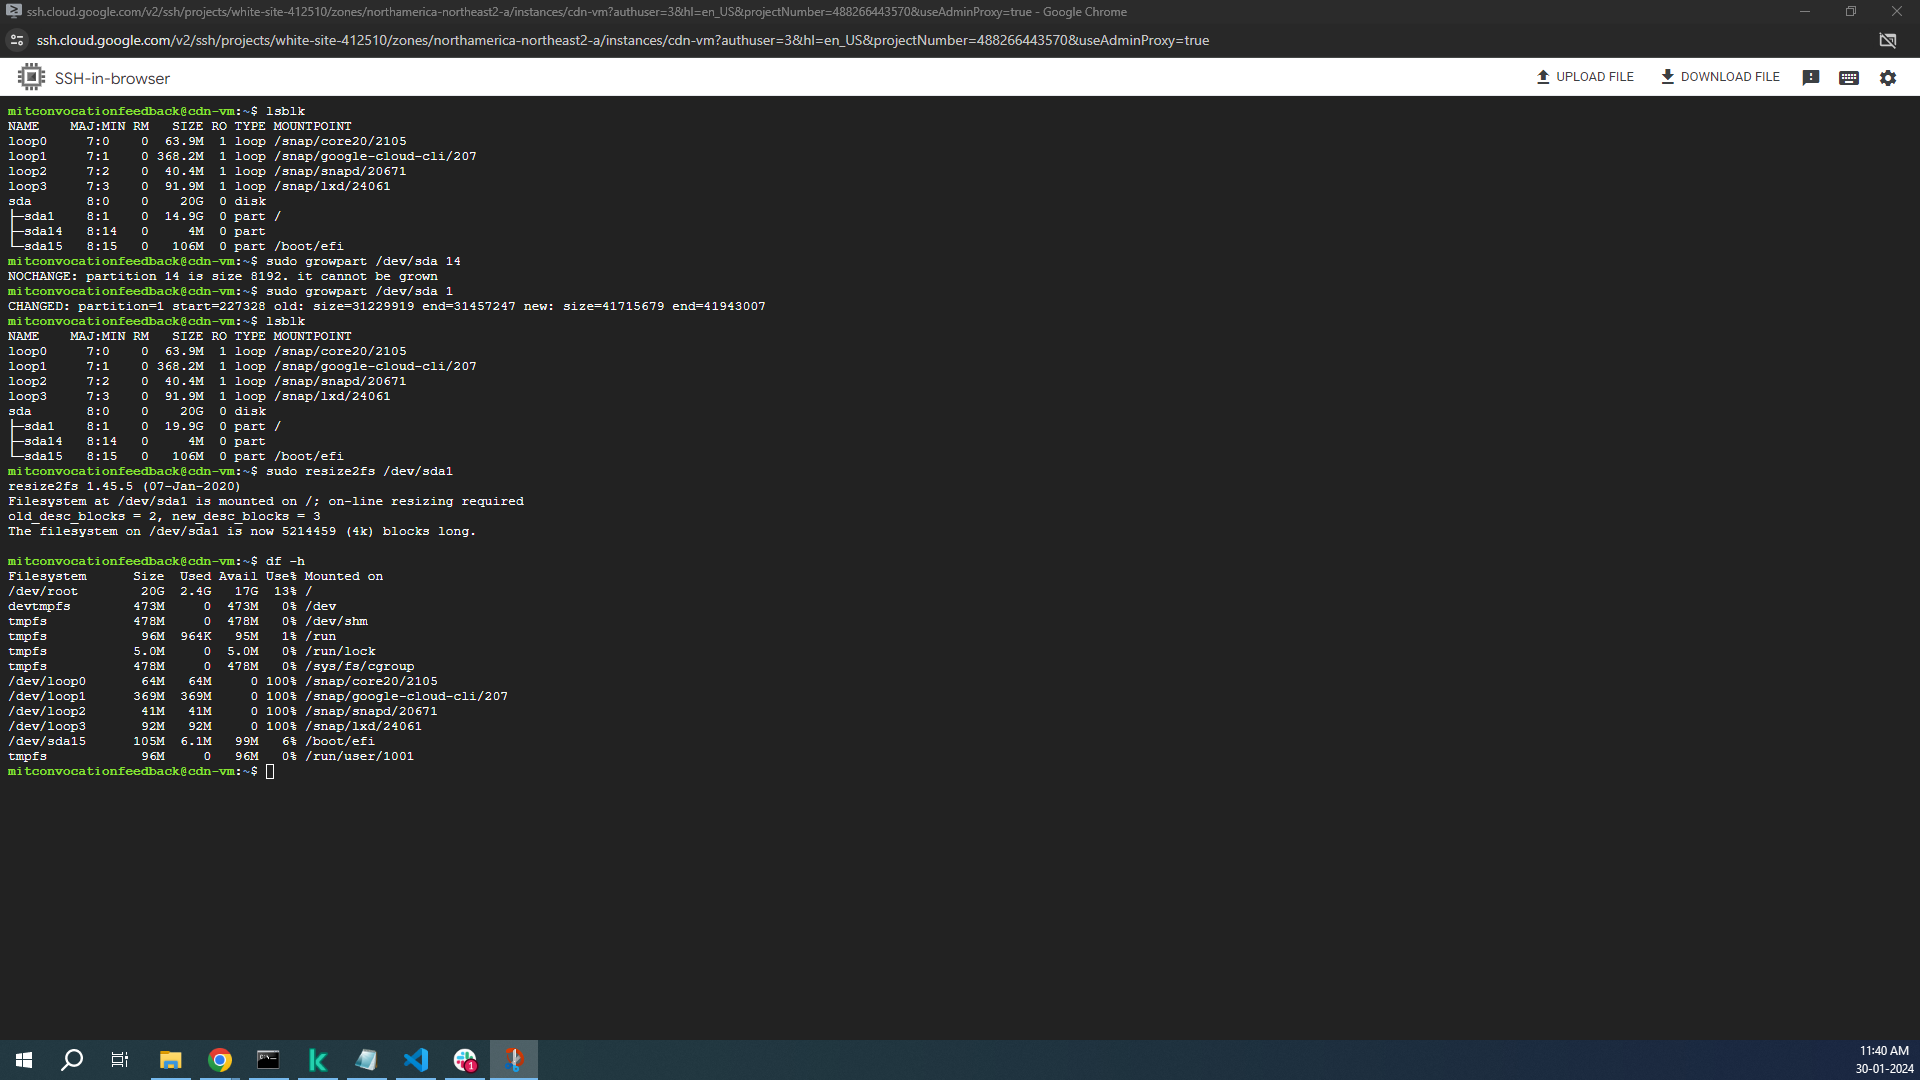 ssh.cloud.google.com/v2/ssh/projects/white-site-412510/zones/northamerica-northeast2-a/instances/cdn-vm?authuser=3&hl=en_US&projectNumber=488266443570&useAdminProxy=true - Google Chrome
ssh.cloud.google.com/v2/ssh/projects/white-site-412510/zones/northamerica-northeast2-a/instances/cdn-vm?authuser=3&hl=en_US&projectNumber=488266443570&useAdminProxy=true
SSH-in-browser UPLOAD FILE DOWNLOAD FILE
mitconvocationfeedback@cdn-vm:~$ lsblk
NAME    MAJ:MIN RM   SIZE RO TYPE MOUNTPOINT
loop0     7:0    0  63.9M  1 loop /snap/core20/2105
loop1     7:1    0 368.2M  1 loop /snap/google-cloud-cli/207
loop2     7:2    0  40.4M  1 loop /snap/snapd/20671
loop3     7:3    0  91.9M  1 loop /snap/lxd/24061
sda       8:0    0    20G  0 disk
├─sda1    8:1    0  14.9G  0 part /
├─sda14   8:14   0     4M  0 part
└─sda15   8:15   0   106M  0 part /boot/efi
mitconvocationfeedback@cdn-vm:~$ sudo growpart /dev/sda 14
NOCHANGE: partition 14 is size 8192. it cannot be grown
mitconvocationfeedback@cdn-vm:~$ sudo growpart /dev/sda 1
CHANGED: partition=1 start=227328 old: size=31229919 end=31457247 new: size=41715679 end=41943007
mitconvocationfeedback@cdn-vm:~$ lsblk
NAME    MAJ:MIN RM   SIZE RO TYPE MOUNTPOINT
loop0     7:0    0  63.9M  1 loop /snap/core20/2105
loop1     7:1    0 368.2M  1 loop /snap/google-cloud-cli/207
loop2     7:2    0  40.4M  1 loop /snap/snapd/20671
loop3     7:3    0  91.9M  1 loop /snap/lxd/24061
sda       8:0    0    20G  0 disk
├─sda1    8:1    0  19.9G  0 part /
├─sda14   8:14   0     4M  0 part
└─sda15   8:15   0   106M  0 part /boot/efi
mitconvocationfeedback@cdn-vm:~$ sudo resize2fs /dev/sda1
resize2fs 1.45.5 (07-Jan-2020)
Filesystem at /dev/sda1 is mounted on /; on-line resizing required
old_desc_blocks = 2, new_desc_blocks = 3
The filesystem on /dev/sda1 is now 5214459 (4k) blocks long.
mitconvocationfeedback@cdn-vm:~$ df -h
Filesystem      Size  Used Avail Use% Mounted on
/dev/root        20G  2.4G   17G  13% /
devtmpfs        473M     0  473M   0% /dev
tmpfs           478M     0  478M   0% /dev/shm
tmpfs            96M  964K   95M   1% /run
tmpfs           5.0M     0  5.0M   0% /run/lock
tmpfs           478M     0  478M   0% /sys/fs/cgroup
/dev/loop0       64M   64M     0 100% /snap/core20/2105
/dev/loop1      369M  369M     0 100% /snap/google-cloud-cli/207
/dev/loop2       41M   41M     0 100% /snap/snapd/20671
/dev/loop3       92M   92M     0 100% /snap/lxd/24061
/dev/sda15      105M  6.1M   99M   6% /boot/efi
tmpfs            96M     0   96M   0% /run/user/1001
mitconvocationfeedback@cdn-vm:~$
1
11:40 AM
30-01-2024